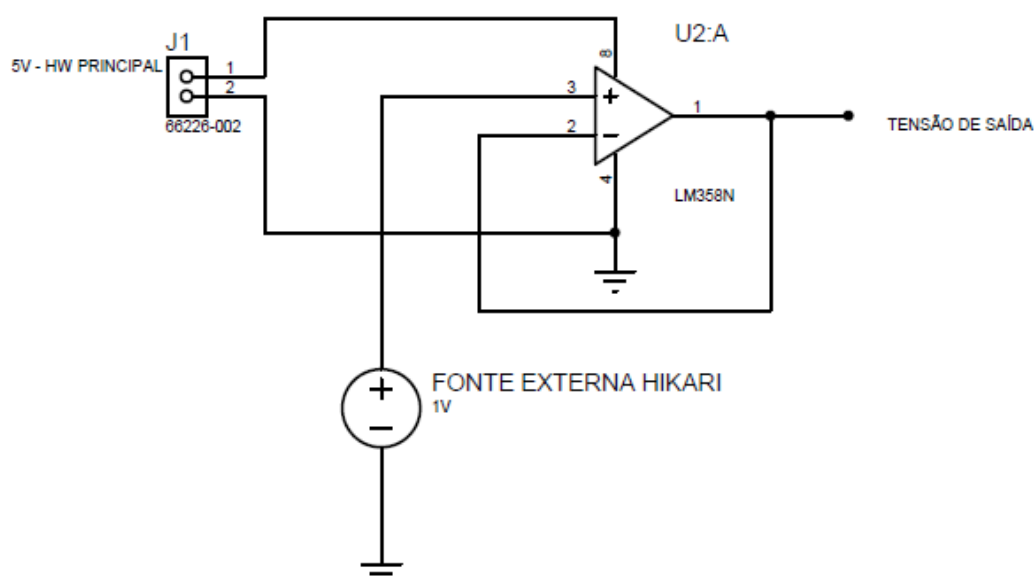 J1
5V - HW PRINCIPAL
1
2
66226-002
U2:A
8
3
2
1
4
LM358N
TENSÃO DE SAÍDA
FONTE EXTERNA HIKARI
1V